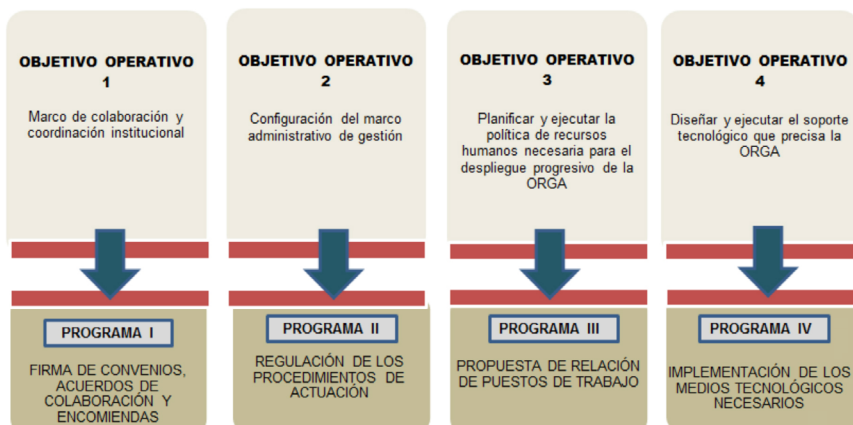 OBJETIVO OPERATIVO
1
Marco de colaboración y
coordinación institucional
PROGRAMA I
FIRMA DE CONVENIOS,
ACUERDOS DE
COLABORACIÓN Y
ENCOMIENDAS
OBJETIVO OPERATIVO
2
Configuración del marco
administrativo de gestión
PROGRAMA II
REGULACIÓN DE LOS
PROCEDIMIENTOS DE
ACTUACIÓN
OBJETIVO OPERATIVO
3
Planificar y ejecutar la
política de recursos
humanos necesaria para el
despliegue progresivo de la
ORGA
PROGRAMA III
PROPUESTA DE RELACIÓN
DE PUESTOS DE TRABAJO
OBJETIVO OPERATIVO
4
Diseñar y ejecutar el soporte
tecnológico que precisa la
ORGA
PROGRAMA IV
IMPLEMENTACIÓN DE LOS
MEDIOS TECNOLÓGICOS
NECESARIOS